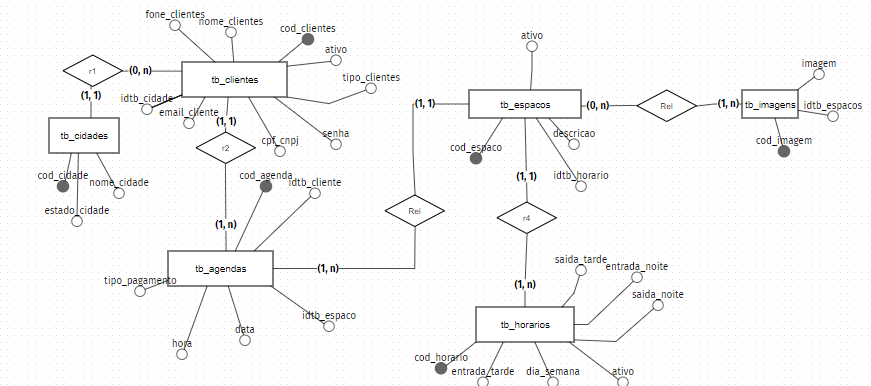 fone_clientes
nome_clientes
cod_clientes
ativo
ativo
r1
(0, n)
tb_clientes
tipo_clientes
imagem
(1, 1)
idtb_cidade
email_cliente
(1, 1)
(1, 1)
tb_espacos
(0, n)
Rel
(1, n)
tb_imagens
idtb_espacos
tb_cidades
r2
cpf_cnpj
senha
cod_espaco
descricao
cod_imagem
cod_cidade
nome_cidade
cod_agenda
idtb_cliente
(1, 1)
idtb_horario
estado_cidade
(1, n)
Rel
r4
tb_agendas
(1, n)
saida_tarde
entrada_noite
tipo_pagamento
(1, n)
saida_noite
hora
data
idtb_espaco
tb_horarios
cod_horario
entrada_tarde
dia_semana
ativo